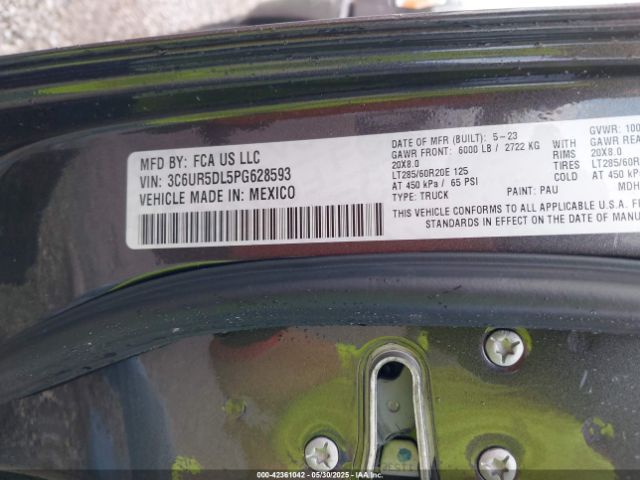 MFD BY: FCA US LLC
VIN: 3C6UR5DL5PG628593
VEHICLE MADE IN: MEXICO
DATE OF MFR (BUILT): 5-23
GAWR FRONT: 6000 LB / 2722 KG WITH
20X8.0 RIMS
LT285/60R20E 125 TIRES
AT 450 kPa / 65 PSI COLD
TYPE: TRUCK PAINT: PAU MDH
THIS VEHICLE CONFORMS TO ALL APPLICABLE U.S.A.
STANDARDS IN EFFECT ON THE DATE OF MANU
GVWR: 100
GAWR REA
20X8.0
LT285/60R
AT 450 kP
000-42361042 - 05/30/2025 - IAAI.com